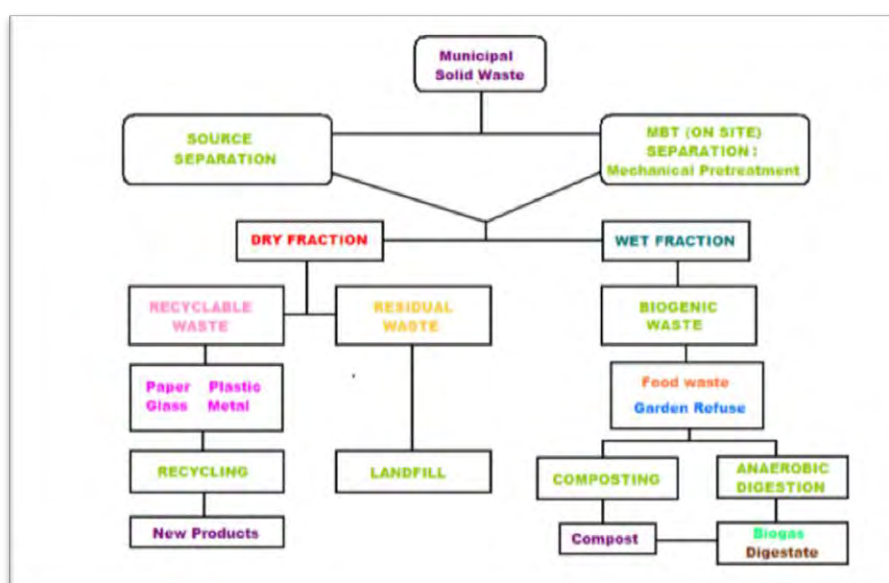 Municipal
Solid Waste
SOURCE
SEPARATION
MBT (ON SITE)
SEPARATION :
Mechanical Pretreatment
DRY FRACTION
WET FRACTION
RECYCLABLE
WASTE
RESIDUAL
WASTE
BIOGENIC
WASTE
Paper Plastic
Glass Metal
Food waste
Garden Refuse
RECYCLING
LANDFILL
COMPOSTING
ANAEROBIC
DIGESTION
New Products
Compost
Biogas
Digestate